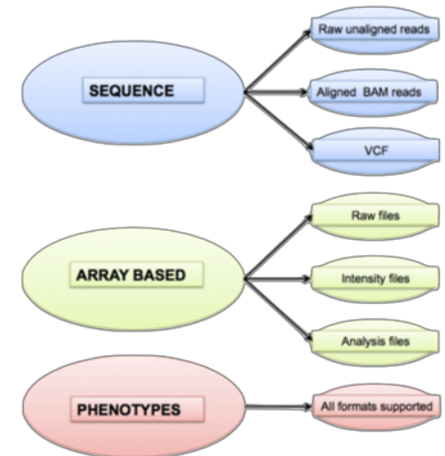 Raw unaligned reads
SEQUENCE
Aligned BAM reads
VCF
Raw files
ARRAY BASED
Intensity files
Analysis files
PHENOTYPES
All formats supported